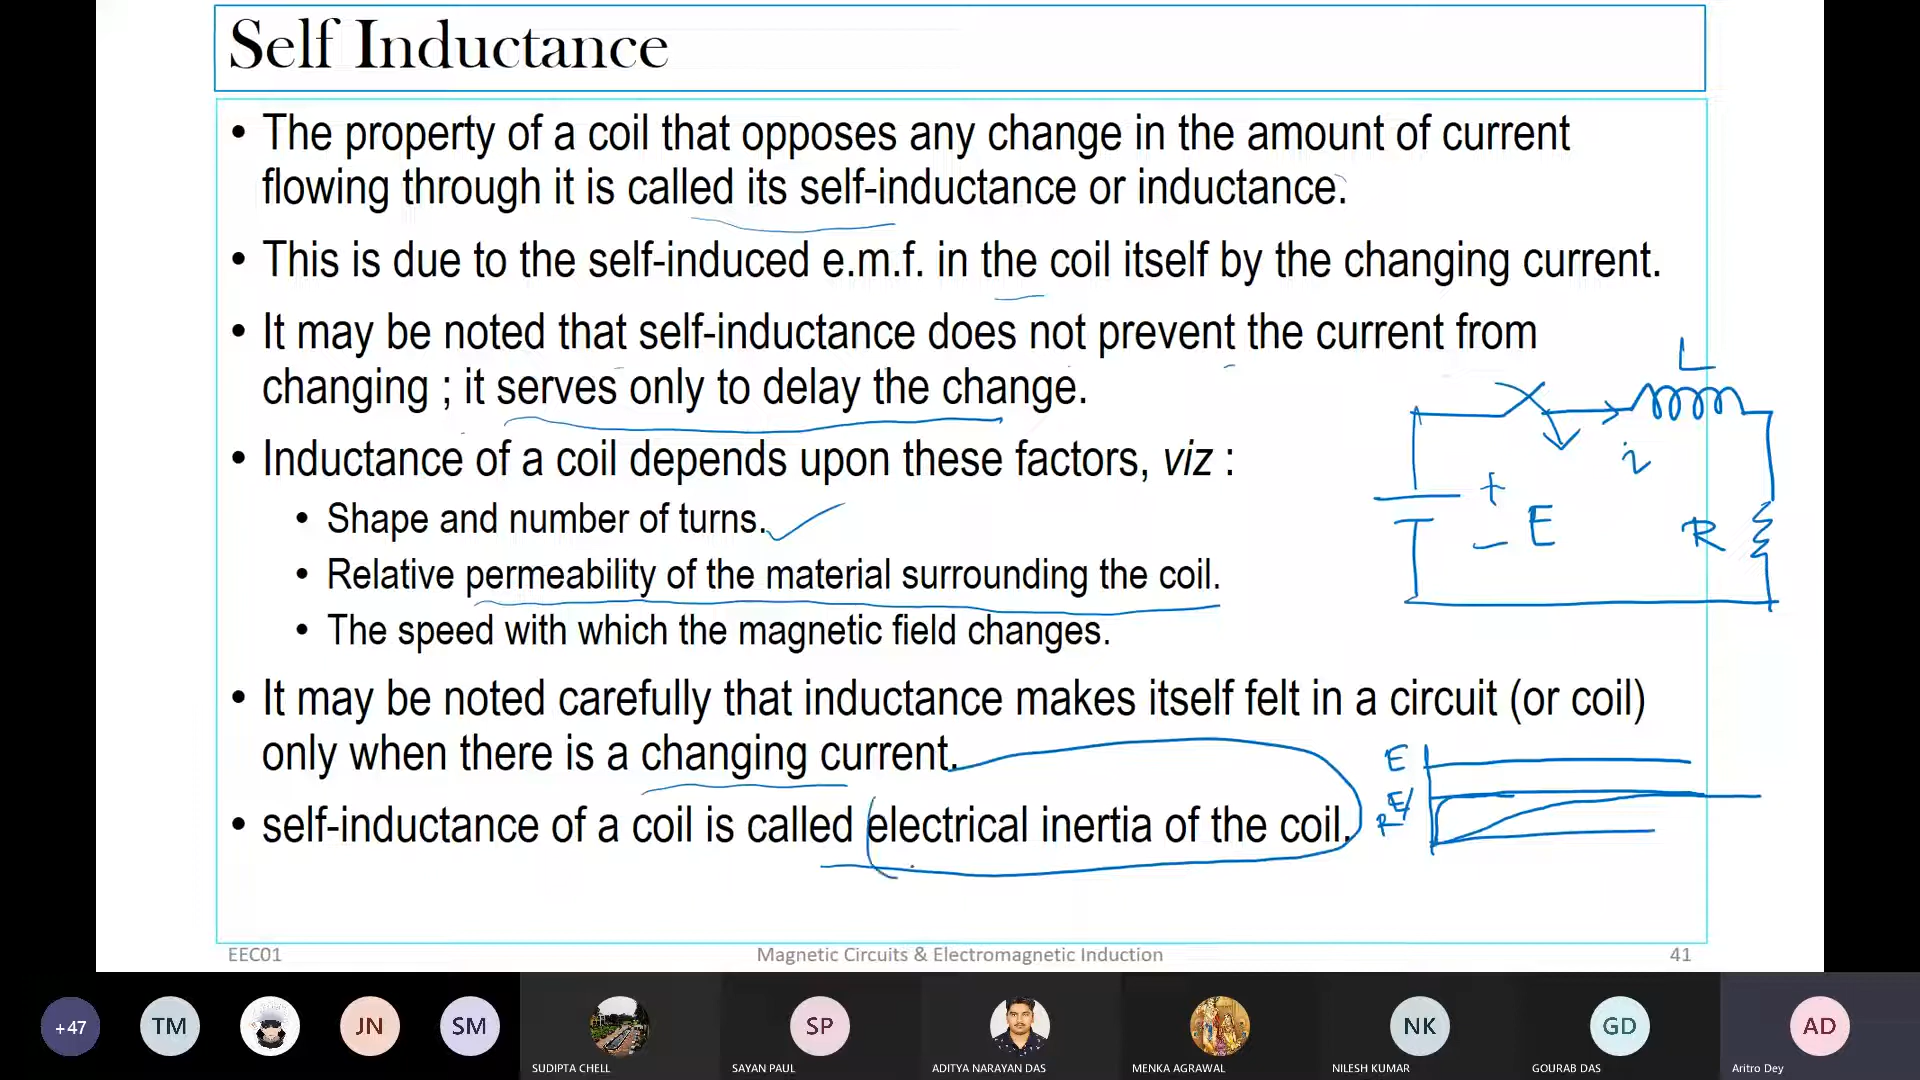 Self Inductance
• The property of a coil that opposes any change in the amount of current
flowing through it is called its self-inductance or inductance.
• This is due to the self-induced e.m.f. in the coil itself by the changing current.
• It may be noted that self-inductance does not prevent the current from
changing ; it serves only to delay the change.
• Inductance of a coil depends upon these factors, viz :
• Shape and number of turns.
• Relative permeability of the material surrounding the coil.
• The speed with which the magnetic field changes.
L
i
+
− E
R
• It may be noted carefully that inductance makes itself felt in a circuit (or coil)
only when there is a changing current.
• self-inductance of a coil is called electrical inertia of the coil.
E
E/
R
EEC01 Magnetic Circuits & Electromagnetic Induction 41
+47 TM JN SM SP NK GD AD
SUDIPTA CHELL SAYAN PAUL ADITYA NARAYAN DAS MENKA AGRAWAL NILESH KUMAR GOURAB DAS Aritro Dey